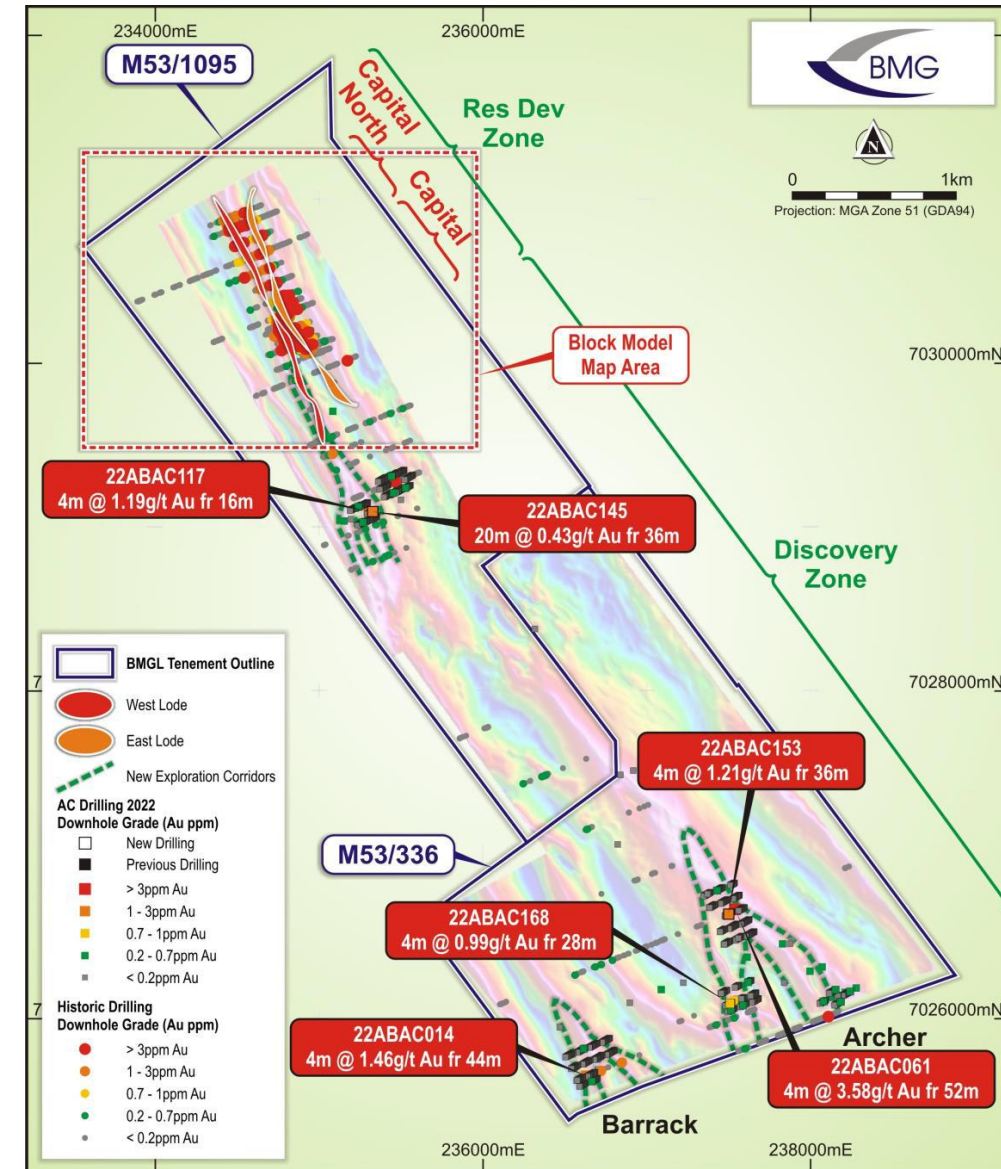 234000mE
236000mE
M53/1095
BMG
Capital
North
Capital
Res Dev
Zone
N
0
1km
Projection: MGA Zone 51 (GDA94)
Block Model
Map Area
7030000mN
22ABAC117
4m @ 1.19g/t Au fr 16m
22ABAC145
20m @ 0.43g/t Au fr 36m
Discovery
Zone
BMGL Tenement Outline
West Lode
East Lode
New Exploration Corridors
AC Drilling 2022
Downhole Grade (Au ppm)
New Drilling
Previous Drilling
> 3ppm Au
1 - 3ppm Au
0.7 - 1ppm Au
0.2 - 0.7ppm Au
< 0.2ppm Au
Historic Drilling
Downhole Grade (Au ppm)
> 3ppm Au
1 - 3ppm Au
0.7 - 1ppm Au
0.2 - 0.7ppm Au
< 0.2ppm Au
7
7028000mN
22ABAC153
4m @ 1.21g/t Au fr 36m
M53/336
22ABAC168
4m @ 0.99g/t Au fr 28m
7026000mN
22ABAC014
4m @ 1.46g/t Au fr 44m
Archer
22ABAC061
4m @ 3.58g/t Au fr 52m
Barrack
236000mE
238000mE